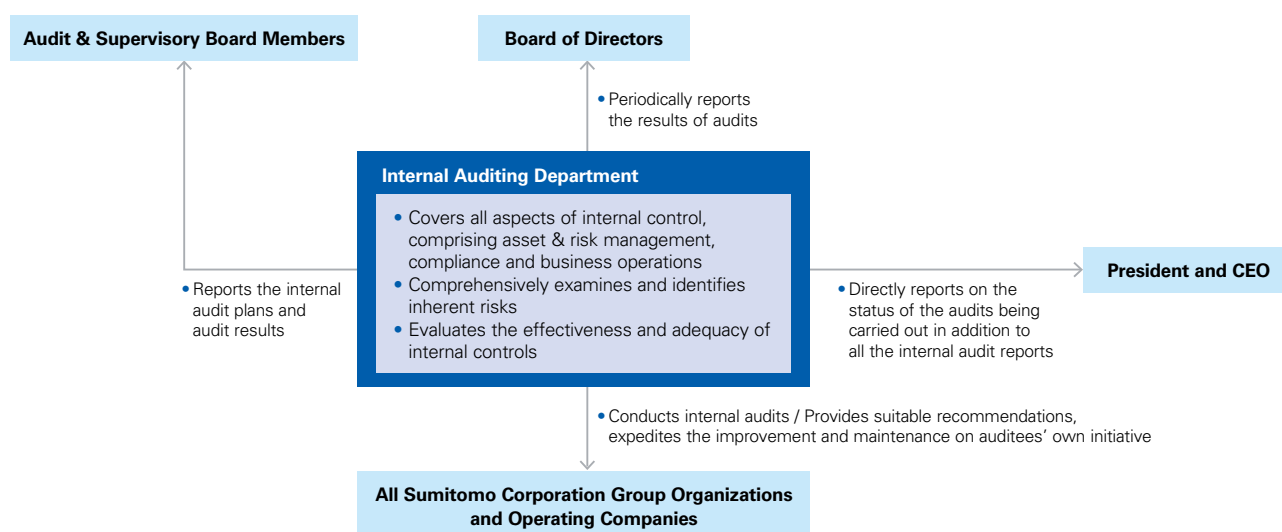 Audit & Supervisory Board Members
Board of Directors
• Periodically reports
the results of audits
Internal Auditing Department
• Covers all aspects of internal control,
comprising asset & risk management,
compliance and business operations
• Comprehensively examines and identifies
inherent risks
• Evaluates the effectiveness and adequacy of
internal controls
• Reports the internal
audit plans and
audit results
President and CEO
• Directly reports on the
status of the audits being
carried out in addition to
all the internal audit reports
• Conducts internal audits / Provides suitable recommendations,
expedites the improvement and maintenance on auditees’ own initiative
All Sumitomo Corporation Group Organizations
and Operating Companies